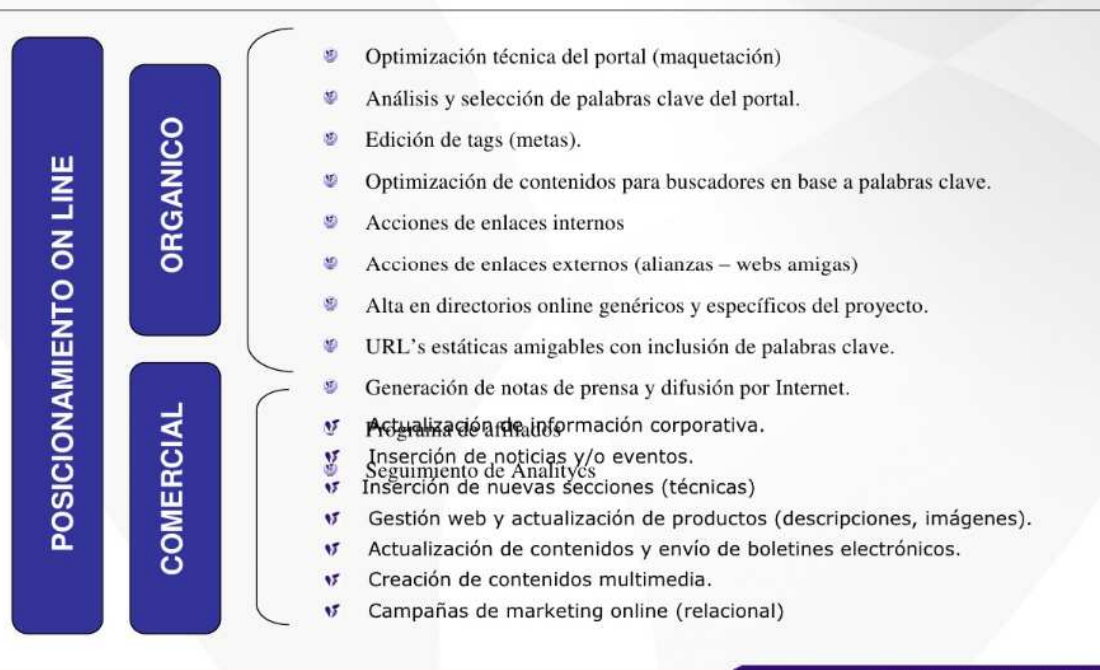 POSICIONAMIENTO ON LINE
ORGANICO
Optimización técnica del portal (maquetación)
Análisis y selección de palabras clave del portal.
Edición de tags (metas).
Optimización de contenidos para buscadores en base a palabras clave.
Acciones de enlaces internos
Acciones de enlaces externos (alianzas – webs amigas)
Alta en directorios online genéricos y específicos del proyecto.
URL's estáticas amigables con inclusión de palabras clave.
Generación de notas de prensa y difusión por Internet.
Programa de afiliados
Seguimiento de Analitycs
COMERCIAL
Actualización de información corporativa.
Inserción de noticias y/o eventos.
Inserción de nuevas secciones (técnicas)
Gestión web y actualización de productos (descripciones, imágenes).
Actualización de contenidos y envío de boletines electrónicos.
Creación de contenidos multimedia.
Campañas de marketing online (relacional)